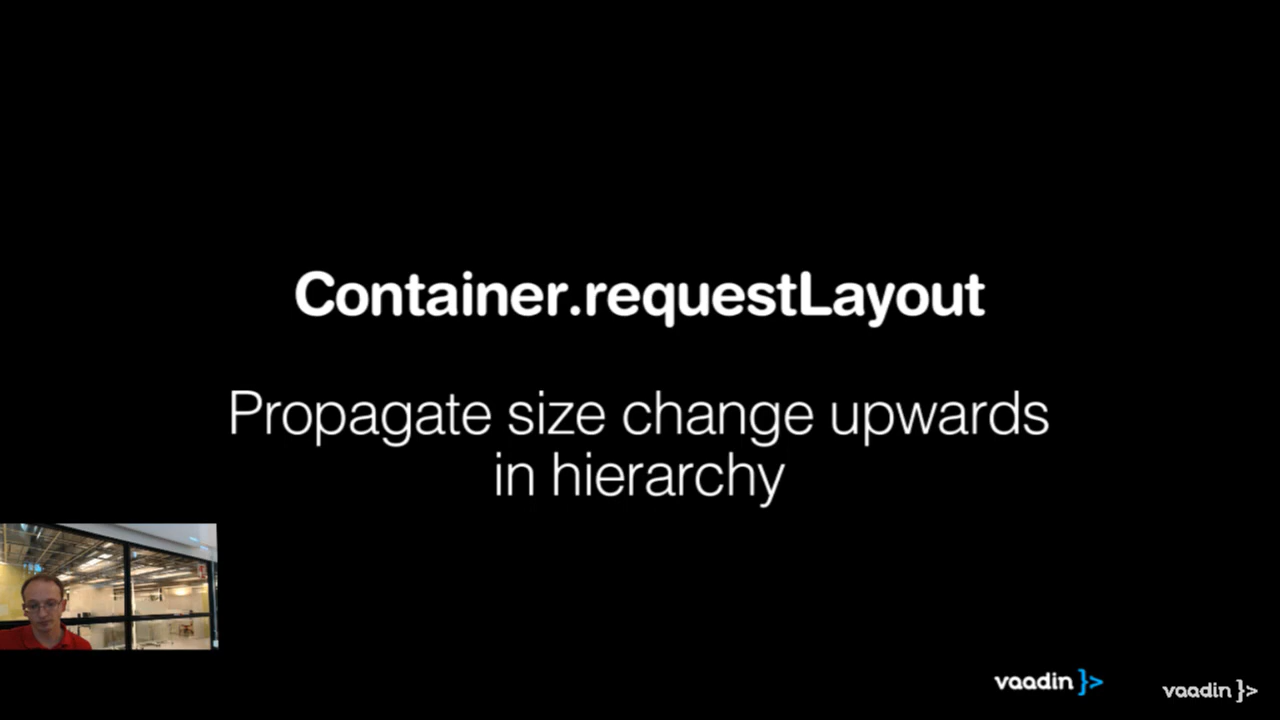 Container.requestLayout
Propagate size change upwards
in hierarchy
vaadin }>
vaadin }>